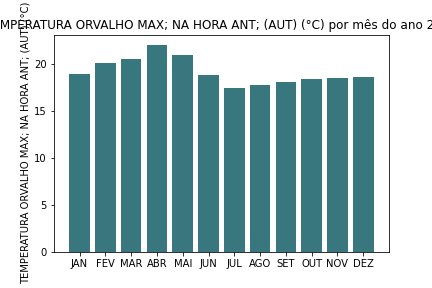 MPERATURA ORVALHO MAX; NA HORA ANT; (AUT) (°C) por mês do ano 2
TEMPERATURA ORVALHO MAX; NA HORA ANT; (AUT) (°C)
20
15
10
5
0
JAN FEV MAR ABR MAI JUN JUL AGO SET OUT NOV DEZ